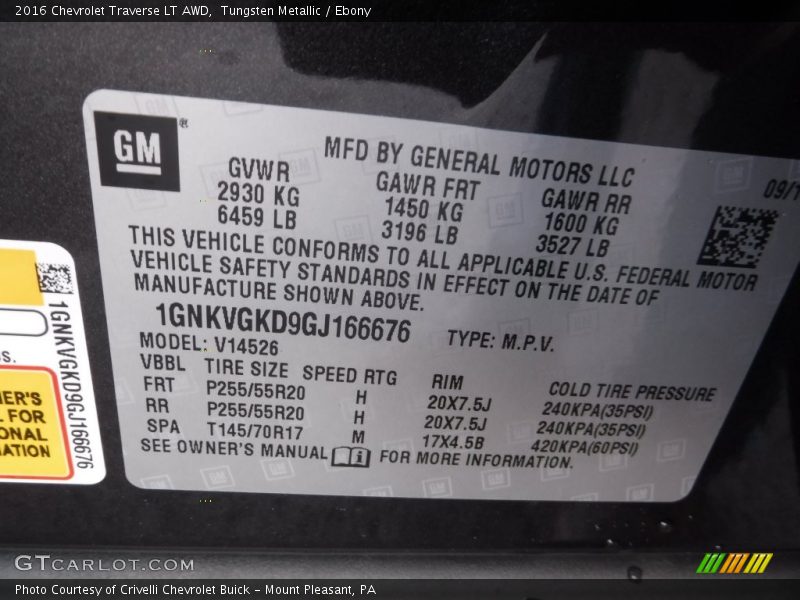 2016 Chevrolet Traverse LT AWD, Tungsten Metallic / Ebony
GM®
MFD BY GENERAL MOTORS LLC
GVWR GAWR FRT GAWR RR
2930 KG 1450 KG 1600 KG
6459 LB 3196 LB 3527 LB
THIS VEHICLE CONFORMS TO ALL APPLICABLE U.S. FEDERAL MOTOR
VEHICLE SAFETY STANDARDS IN EFFECT ON THE DATE OF
MANUFACTURE SHOWN ABOVE.
1GNKVGKD9GJ166676 TYPE: M.P.V.
MODEL: V14526
VBBL TIRE SIZE SPEED RTG RIM COLD TIRE PRESSURE
FRT P255/55R20 H 20X7.5J 240KPA(35PSI)
RR P255/55R20 H 20X7.5J 240KPA(35PSI)
SPA T145/70R17 M 17X4.5B 420KPA(60PSI)
SEE OWNER'S MANUAL FOR MORE INFORMATION.
1GNKVGKD9GJ166676
FOR
GTCARLOT.COM
Photo Courtesy of Crivelli Chevrolet Buick - Mount Pleasant, PA